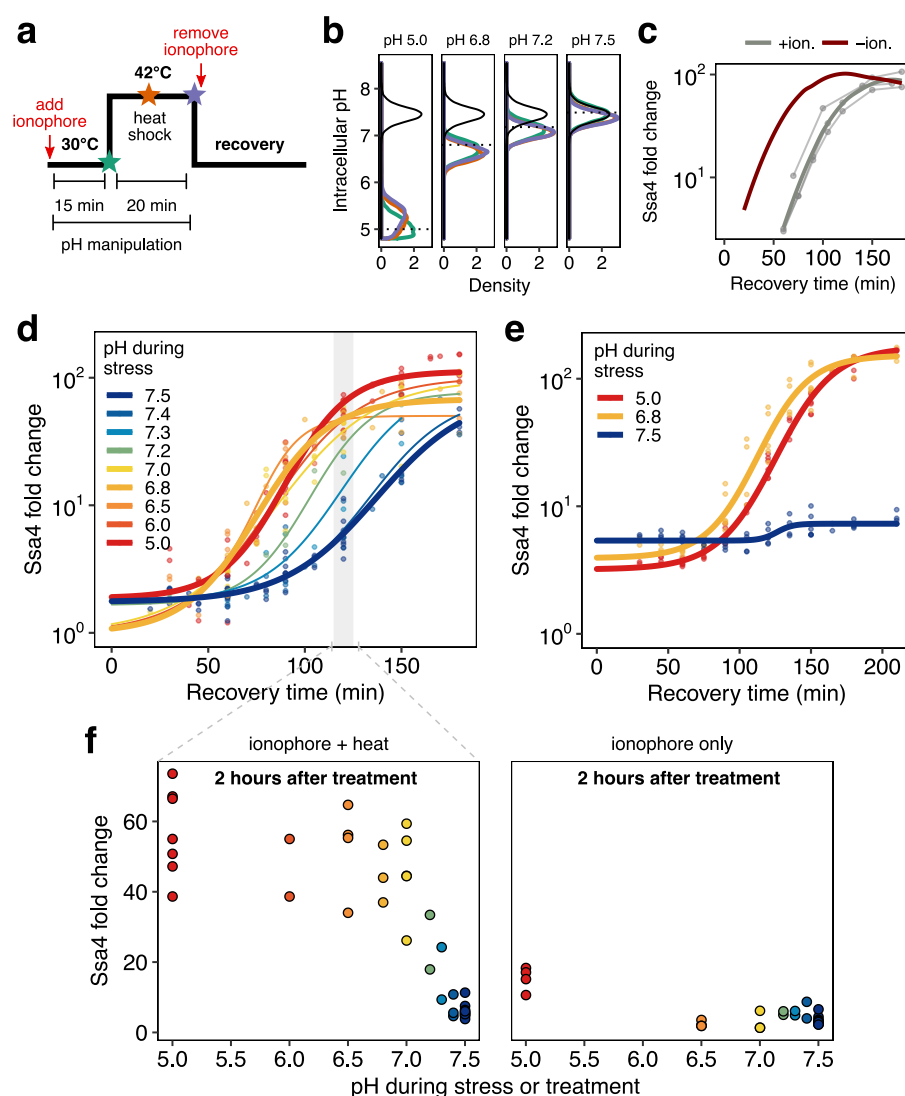 a
remove
ionophore
42°C
add
ionophore
30°C
heat
shock
recovery
15 min
20 min
pH manipulation
b
pH 5.0
pH 6.8
pH 7.2
pH 7.5
Intracellular pH
8
7
6
5
0 2 0 2 0 2 0 2
Density
c
+ion. −ion.
Ssa4 fold change
10²
10¹
0 50 100 150
Recovery time (min)
d
pH during
stress
7.5
7.4
7.3
7.2
7.0
6.8
6.5
6.0
5.0
Ssa4 fold change
10²
10¹
10⁰
0 50 100 150
Recovery time (min)
e
pH during
stress
5.0
6.8
7.5
Ssa4 fold change
10²
10¹
10⁰
0 50 100 150 200
Recovery time (min)
f
ionophore + heat
2 hours after treatment
Ssa4 fold change
60
40
20
0
5.0 5.5 6.0 6.5 7.0 7.5
ionophore only
2 hours after treatment
5.0 5.5 6.0 6.5 7.0 7.5
pH during stress or treatment